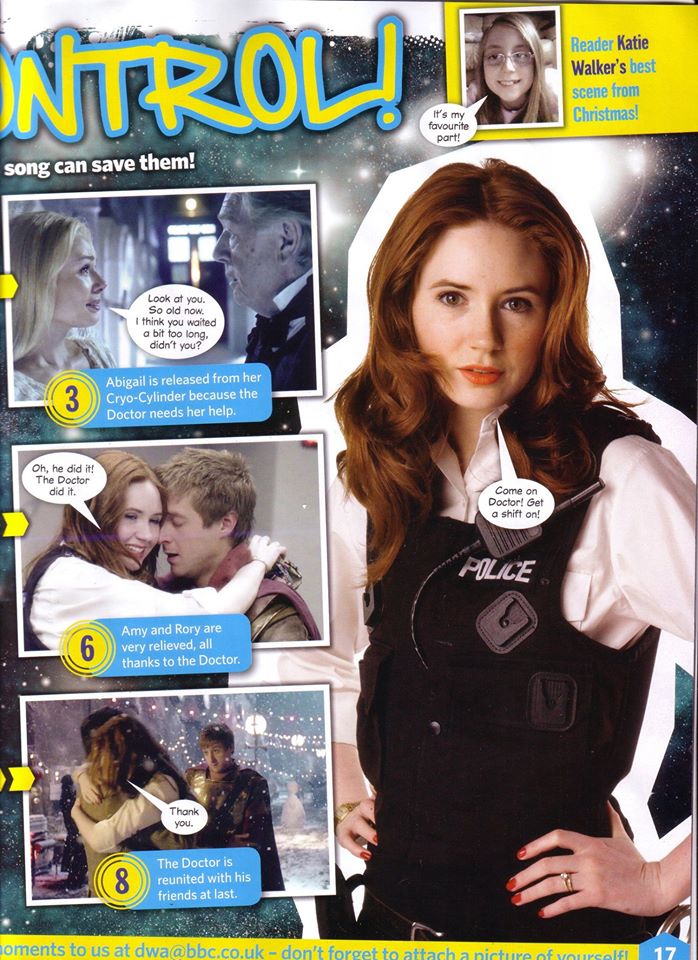 ONTROL!
Reader Katie
Walker's best
scene from
Christmas!
It's my
favourite
part!
song can save them!
Look at you.
So old now.
I think you waited
a bit too long,
didn't you?
3
Abigail is released from her
Cryo-Cylinder because the
Doctor needs her help.
Oh, he did it!
The Doctor
did it.
6
Amy and Rory are
very relieved, all
thanks to the Doctor.
Come on
Doctor! Get
a shift on!
POLICE
Thank
you.
8
The Doctor is
reunited with his
friends at last.
moments to us at dwa@bbc.co.uk – don't forget to attach a picture of yourself!
17